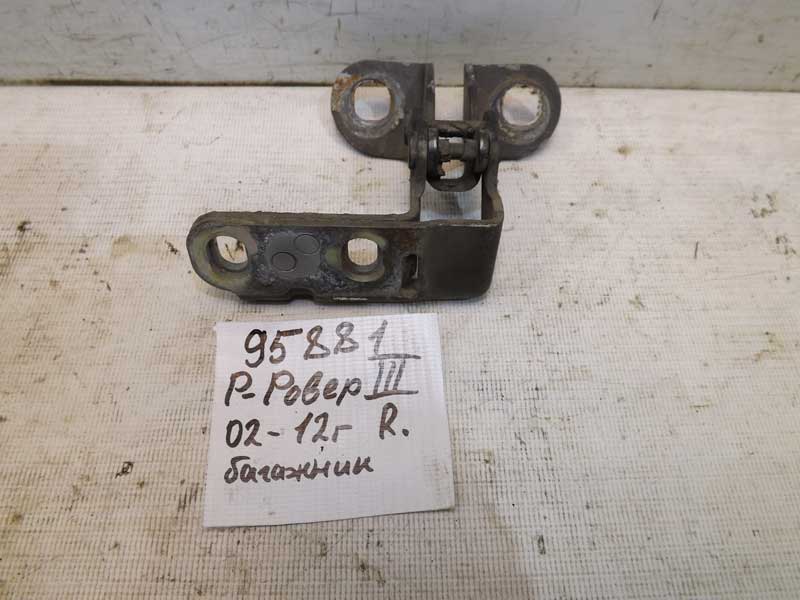 95881
Р-Ровер III
02-12г R.
багажник